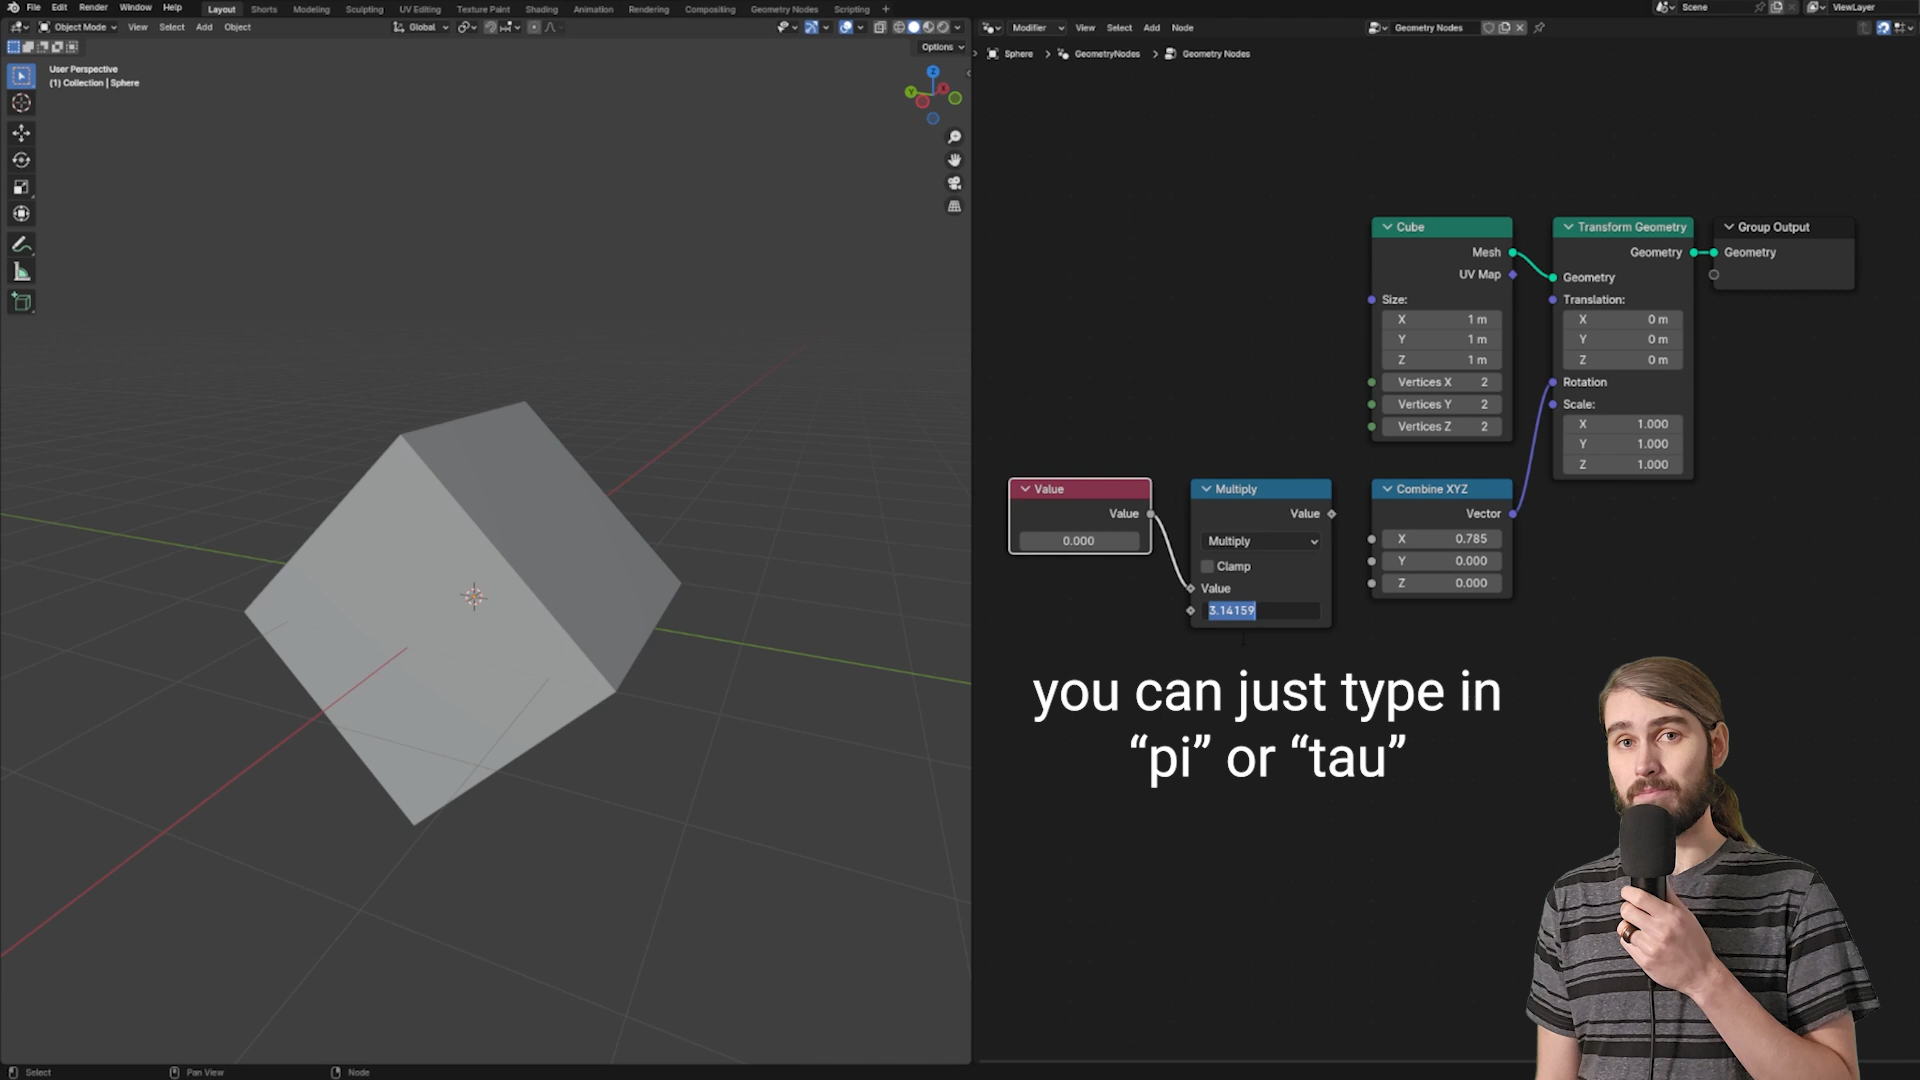 File Edit Render Window Help Layout Shorts Modeling Sculpting UV Editing Texture Paint Shading Animation Rendering Compositing Geometry Nodes Scripting + Scene ViewLayer
Object Mode View Select Add Object Global
Options
User Perspective
(1) Collection | Sphere
Z
Y
X
Modifier View Select Add Node Geometry Nodes
Sphere > GeometryNodes > Geometry Nodes
Cube
Mesh
UV Map
Size:
X 1 m
Y 1 m
Z 1 m
Vertices X 2
Vertices Y 2
Vertices Z 2
Transform Geometry
Geometry
Geometry
Translation:
X 0 m
Y 0 m
Z 0 m
Rotation
Scale:
X 1.000
Y 1.000
Z 1.000
Group Output
Geometry
Value
Value
0.000
Multiply
Value
Multiply
Clamp
Value
3.14159
Combine XYZ
Vector
X 0.785
Y 0.000
Z 0.000
you can just type in
“pi” or “tau”
Select Pan View Node